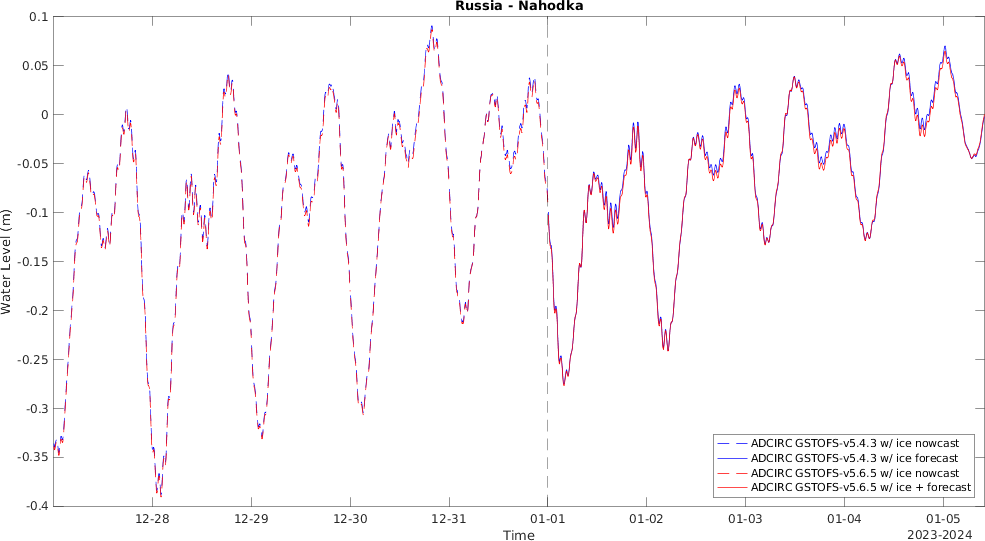 Russia - Nahodka
0.1
0.05
0
-0.05
-0.1
-0.15
-0.2
-0.25
-0.3
-0.35
-0.4
Water Level (m)
ADCIRC GSTOFS-v5.4.3 w/ ice nowcast
ADCIRC GSTOFS-v5.4.3 w/ ice forecast
ADCIRC GSTOFS-v5.6.5 w/ ice nowcast
ADCIRC GSTOFS-v5.6.5 w/ ice + forecast
12-28 12-29 12-30 12-31 01-01 01-02 01-03 01-04 01-05
Time
2023-2024